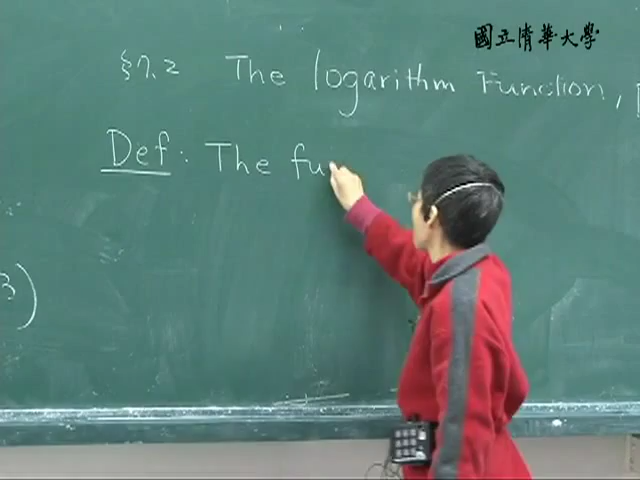 國立清華大學
§7.2 The logarithm Function,
Def: The fu
3)